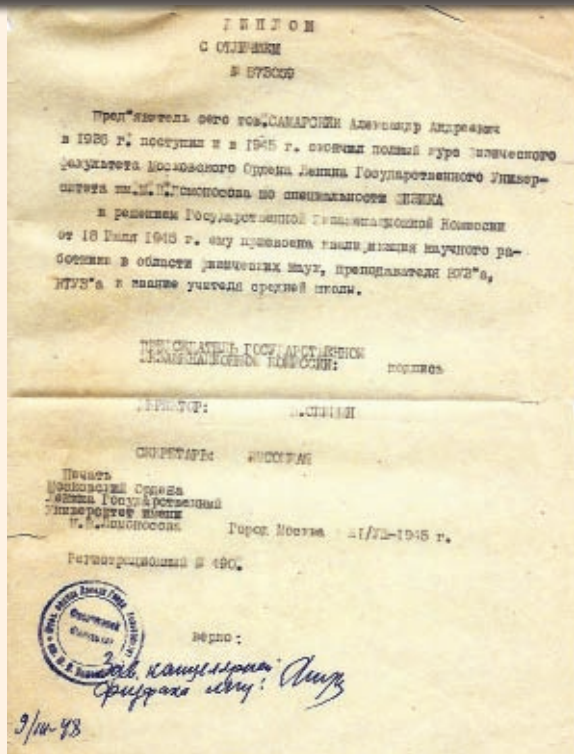 ДИПЛОМ
С ОТЛИЧИЕМ
№
Пред"явитель сего тов.САМАРСКИЙ Александр Андреевич
в 1936 г. поступил и в 1945 г. окончил полный курс физического
факультета Московского Ордена Ленина Государственного Универ-
ситета им.М.В.Ломоносова по специальности ФИЗИКА
и решением Государственной Экзаменационной Комиссии
от 18 Июля 1945 г. ему присвоена квалификация научного ра-
ботника в области физических наук, преподавателя ВУЗ"а,
ВТУЗ"а и звание учителя средней школы.
ПРЕДСЕДАТЕЛЬ ГОСУДАРСТВЕННОЙ
ЭКЗАМЕНАЦИОННОЙ КОМИССИИ: подпись
ДИРЕКТОР:
СЕКРЕТАРЬ:
Печать
Московский Ордена
Ленина Государственный
Университет имени
М.В.Ломоносова Город Москва 1945 г.
Регистрационный № 490.
верно:
Зав. канцелярией
физфака МГУ:
9/III-48